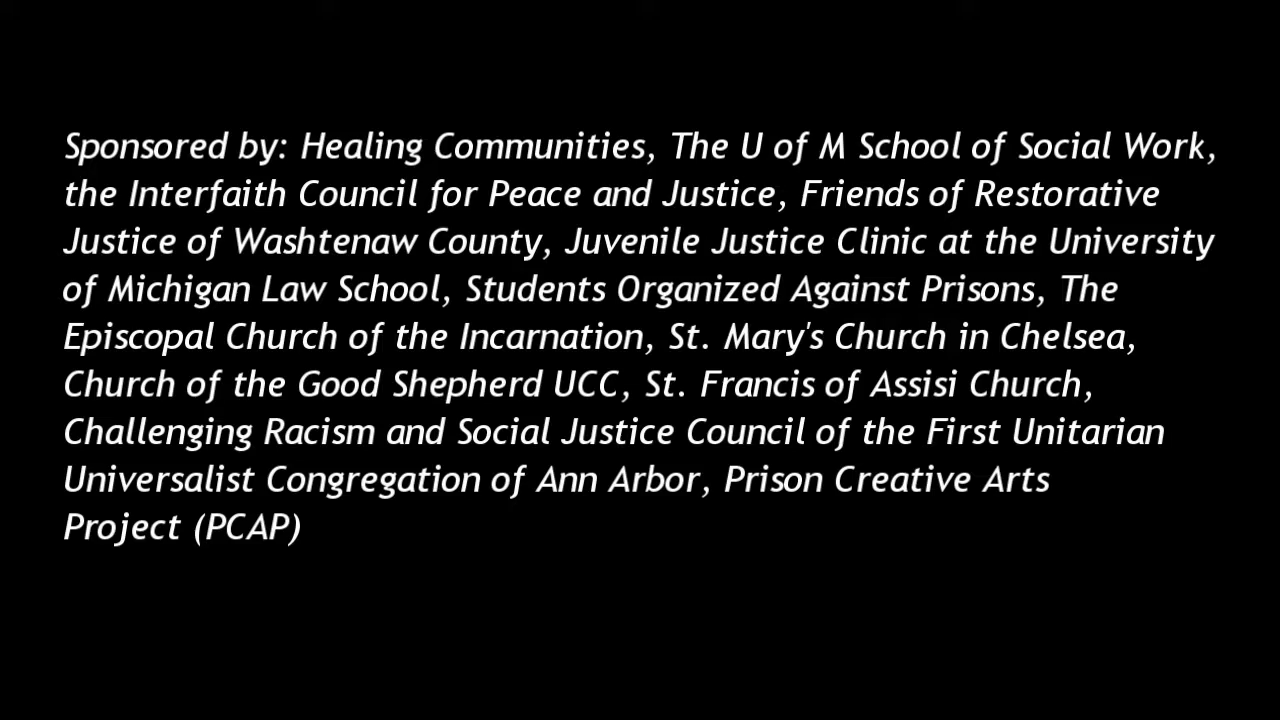 Sponsored by: Healing Communities, The U of M School of Social Work,
the Interfaith Council for Peace and Justice, Friends of Restorative
Justice of Washtenaw County, Juvenile Justice Clinic at the University
of Michigan Law School, Students Organized Against Prisons, The
Episcopal Church of the Incarnation, St. Mary's Church in Chelsea,
Church of the Good Shepherd UCC, St. Francis of Assisi Church,
Challenging Racism and Social Justice Council of the First Unitarian
Universalist Congregation of Ann Arbor, Prison Creative Arts
Project (PCAP)